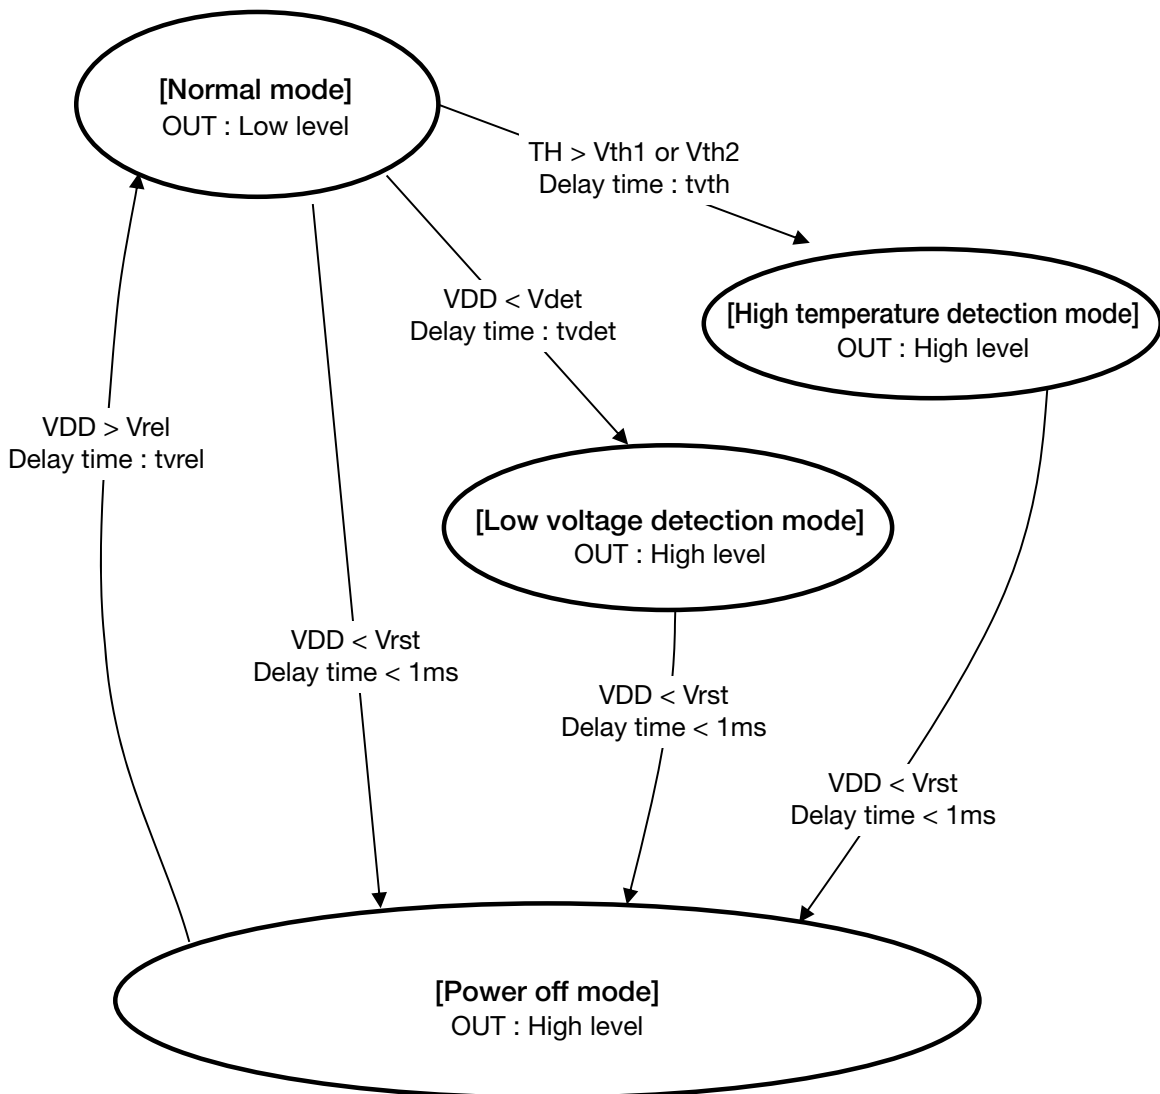 [Normal mode]
OUT : Low level
TH > Vth1 or Vth2
Delay time : tvth
VDD < Vdet
Delay time : tvdet
[High temperature detection mode]
OUT : High level
VDD > Vrel
Delay time : tvrel
[Low voltage detection mode]
OUT : High level
VDD < Vrst
Delay time < 1ms
VDD < Vrst
Delay time < 1ms
VDD < Vrst
Delay time < 1ms
[Power off mode]
OUT : High level